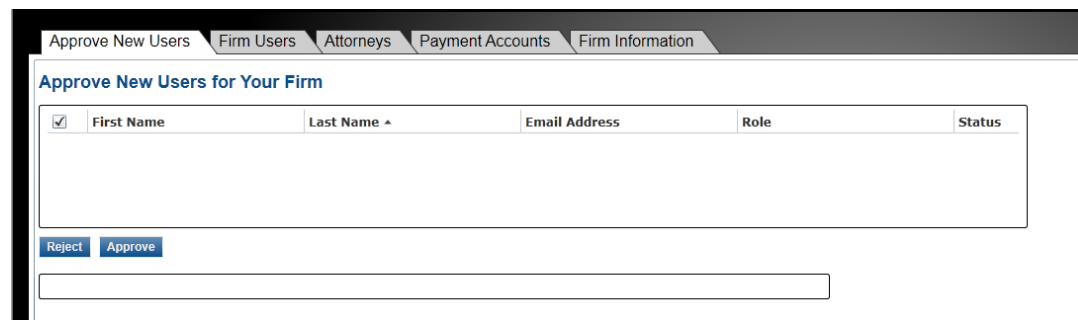 Approve New Users Firm Users Attorneys Payment Accounts Firm Information
Approve New Users for Your Firm
First Name Last Name Email Address Role Status
Reject Approve